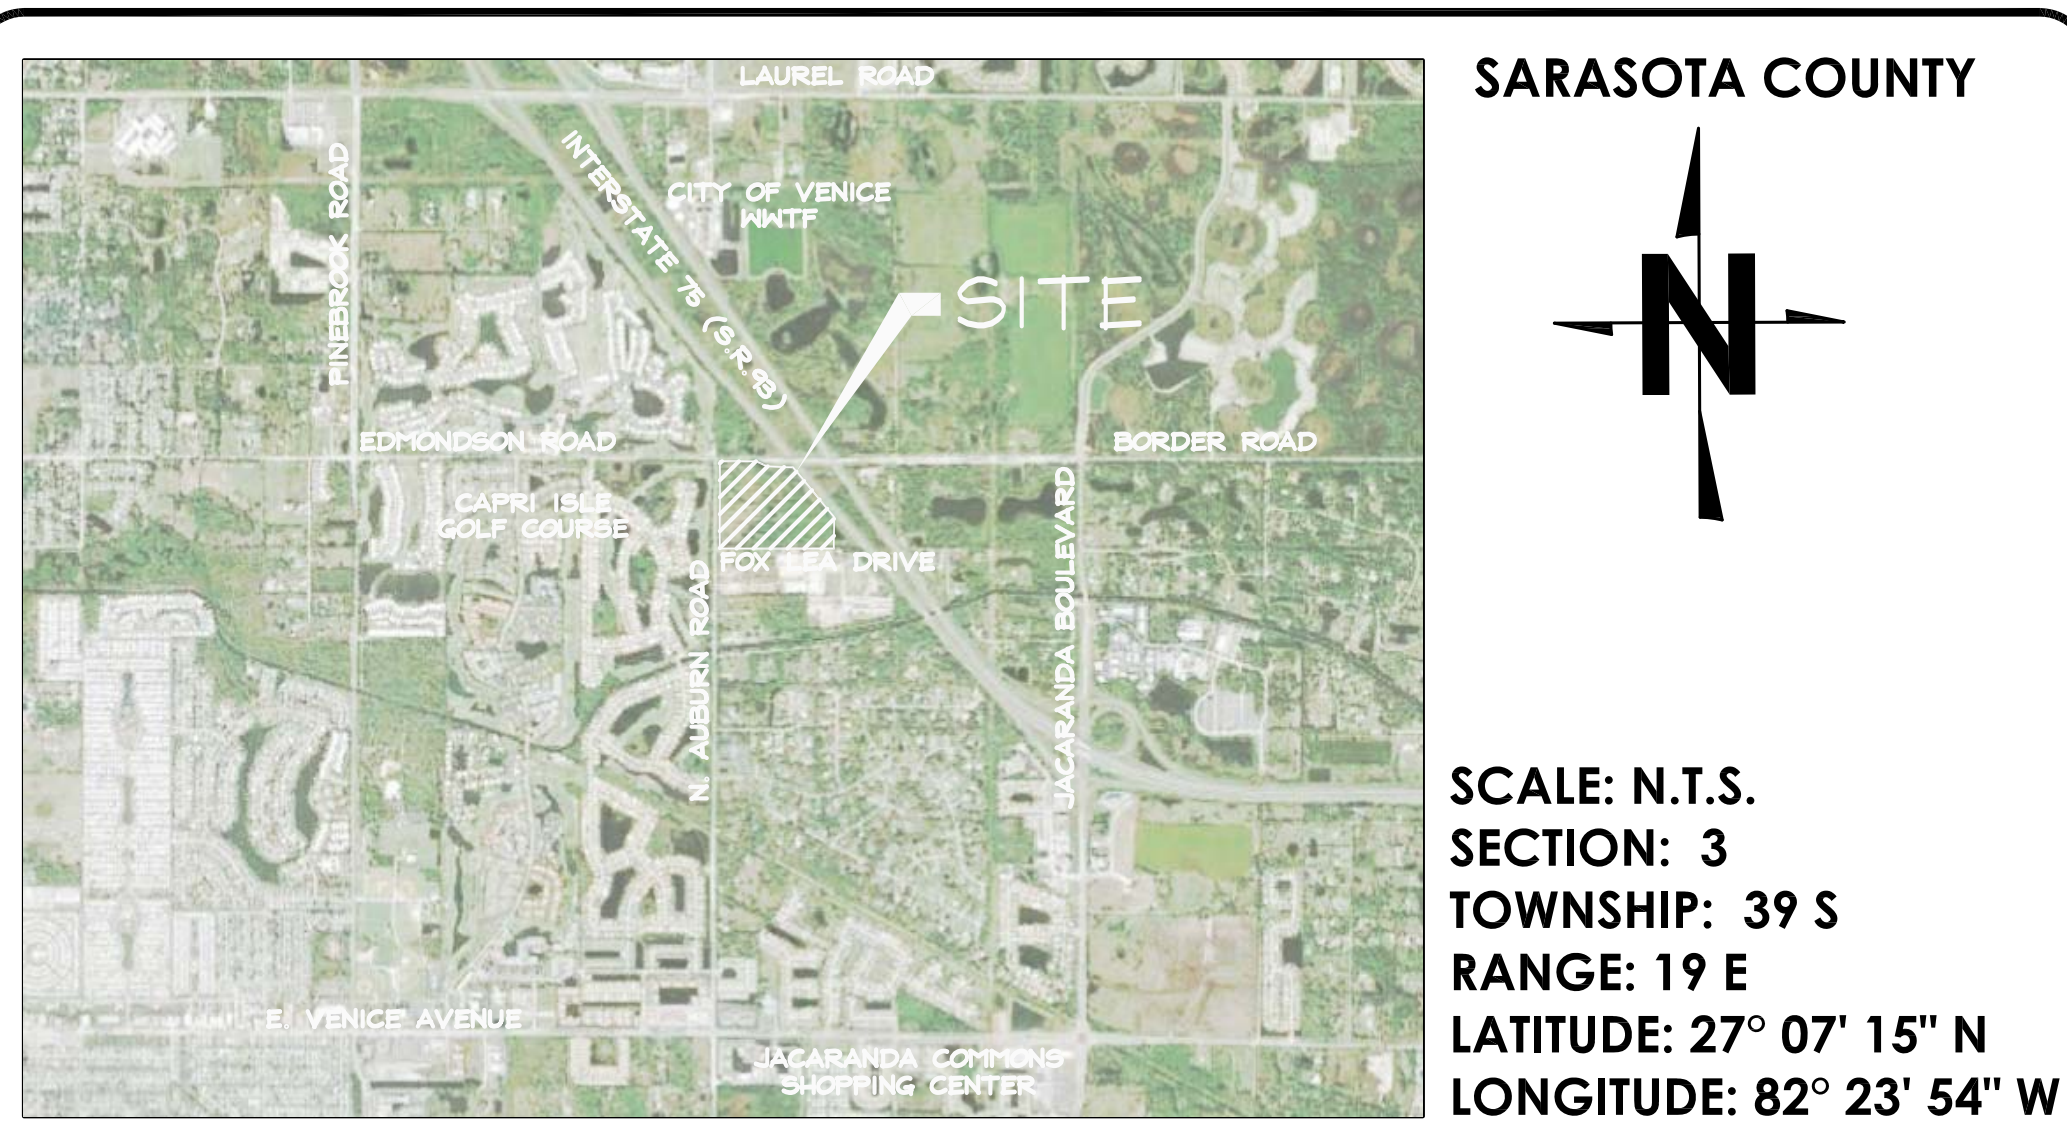 LAUREL ROAD
SARASOTA COUNTY
INTERSTATE 75 (S.R.93)
PINEBROOK ROAD
CITY OF VENICE
WWTF
SITE
N
EDMONDSON ROAD
BORDER ROAD
CAPRI ISLE
GOLF COURSE
FOX LEA DRIVE
N. AUBURN ROAD
JACARANDA BOULEVARD
E. VENICE AVENUE
JACARANDA COMMONS
SHOPPING CENTER
SCALE: N.T.S.
SECTION: 3
TOWNSHIP: 39 S
RANGE: 19 E
LATITUDE: 27° 07' 15" N
LONGITUDE: 82° 23' 54" W